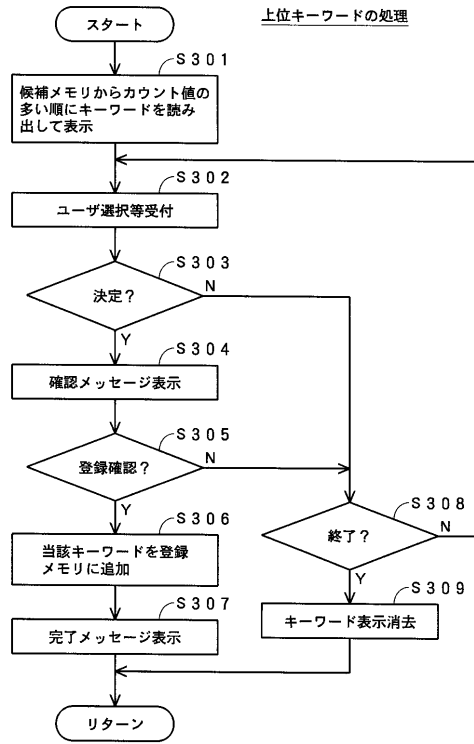 上位キーワードの処理
スタート
S301
候補メモリからカウント値の
多い順にキーワードを読み
出して表示
S302
ユーザ選択等受付
S303
決定?
N
Y
S304
確認メッセージ表示
S305
登録確認?
N
Y
S306
当該キーワードを登録
メモリに追加
S307
完了メッセージ表示
S308
終了?
N
Y
S309
キーワード表示消去
リターン